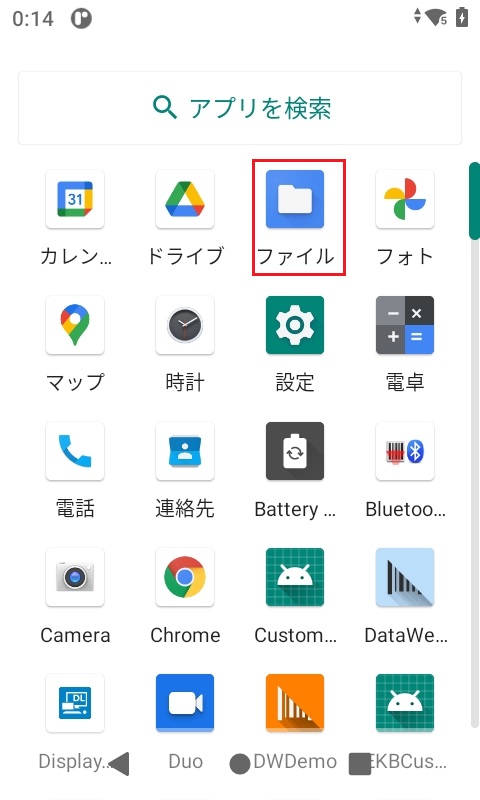 0:14
5
アプリを検索
31
カレン…
ドライブ
ファイル
フォト
マップ
時計
設定
電卓
電話
連絡先
Battery ...
Bluetoo...
Camera
Chrome
Custom...
DataWe...
DL
Display...
Duo
DWDemo
EKBCus...